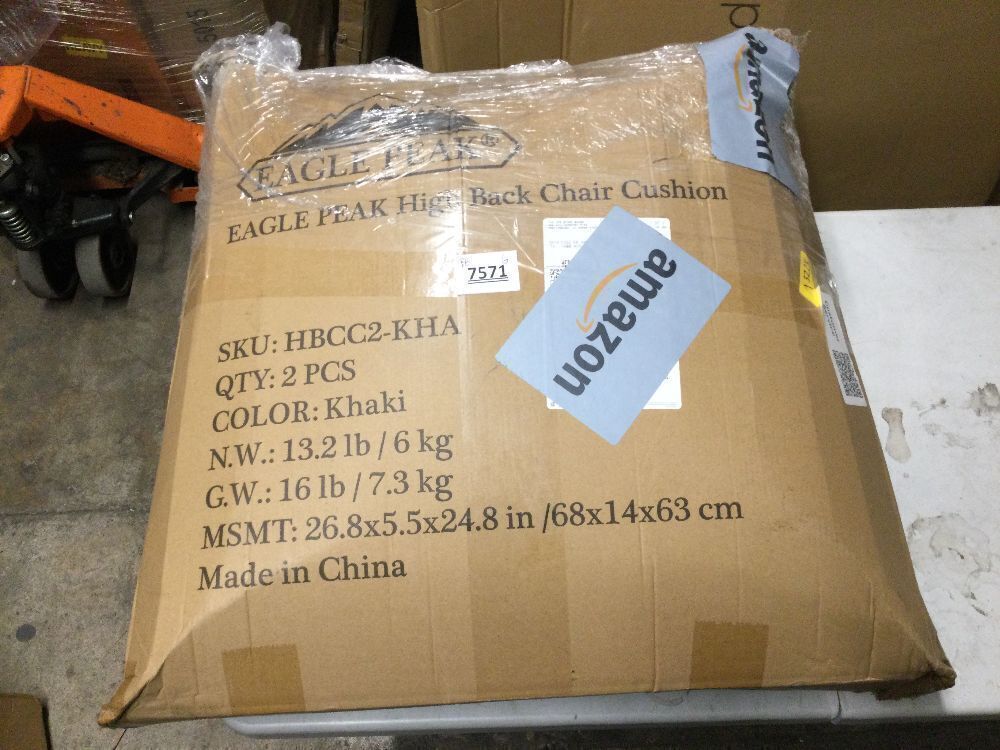 EAGLE PEAK®
EAGLE PEAK High Back Chair Cushion
7571
amazon
amazon
SKU: HBCC2-KHA
QTY: 2 PCS
COLOR: Khaki
N.W.: 13.2 lb / 6 kg
G.W.: 16 lb / 7.3 kg
MSMT: 26.8x5.5x24.8 in /68x14x63 cm
Made in China